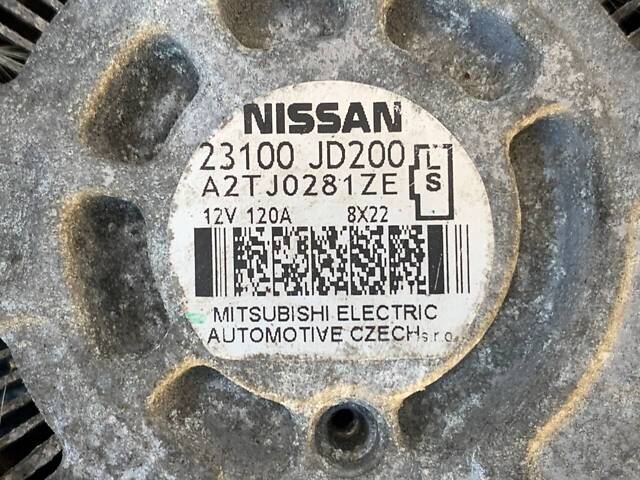 NISSAN
23100 JD200
A2TJ0281ZE
L
S
12V 120A 8X22
MITSUBISHI ELECTRIC
AUTOMOTIVE CZECH s.r.o.